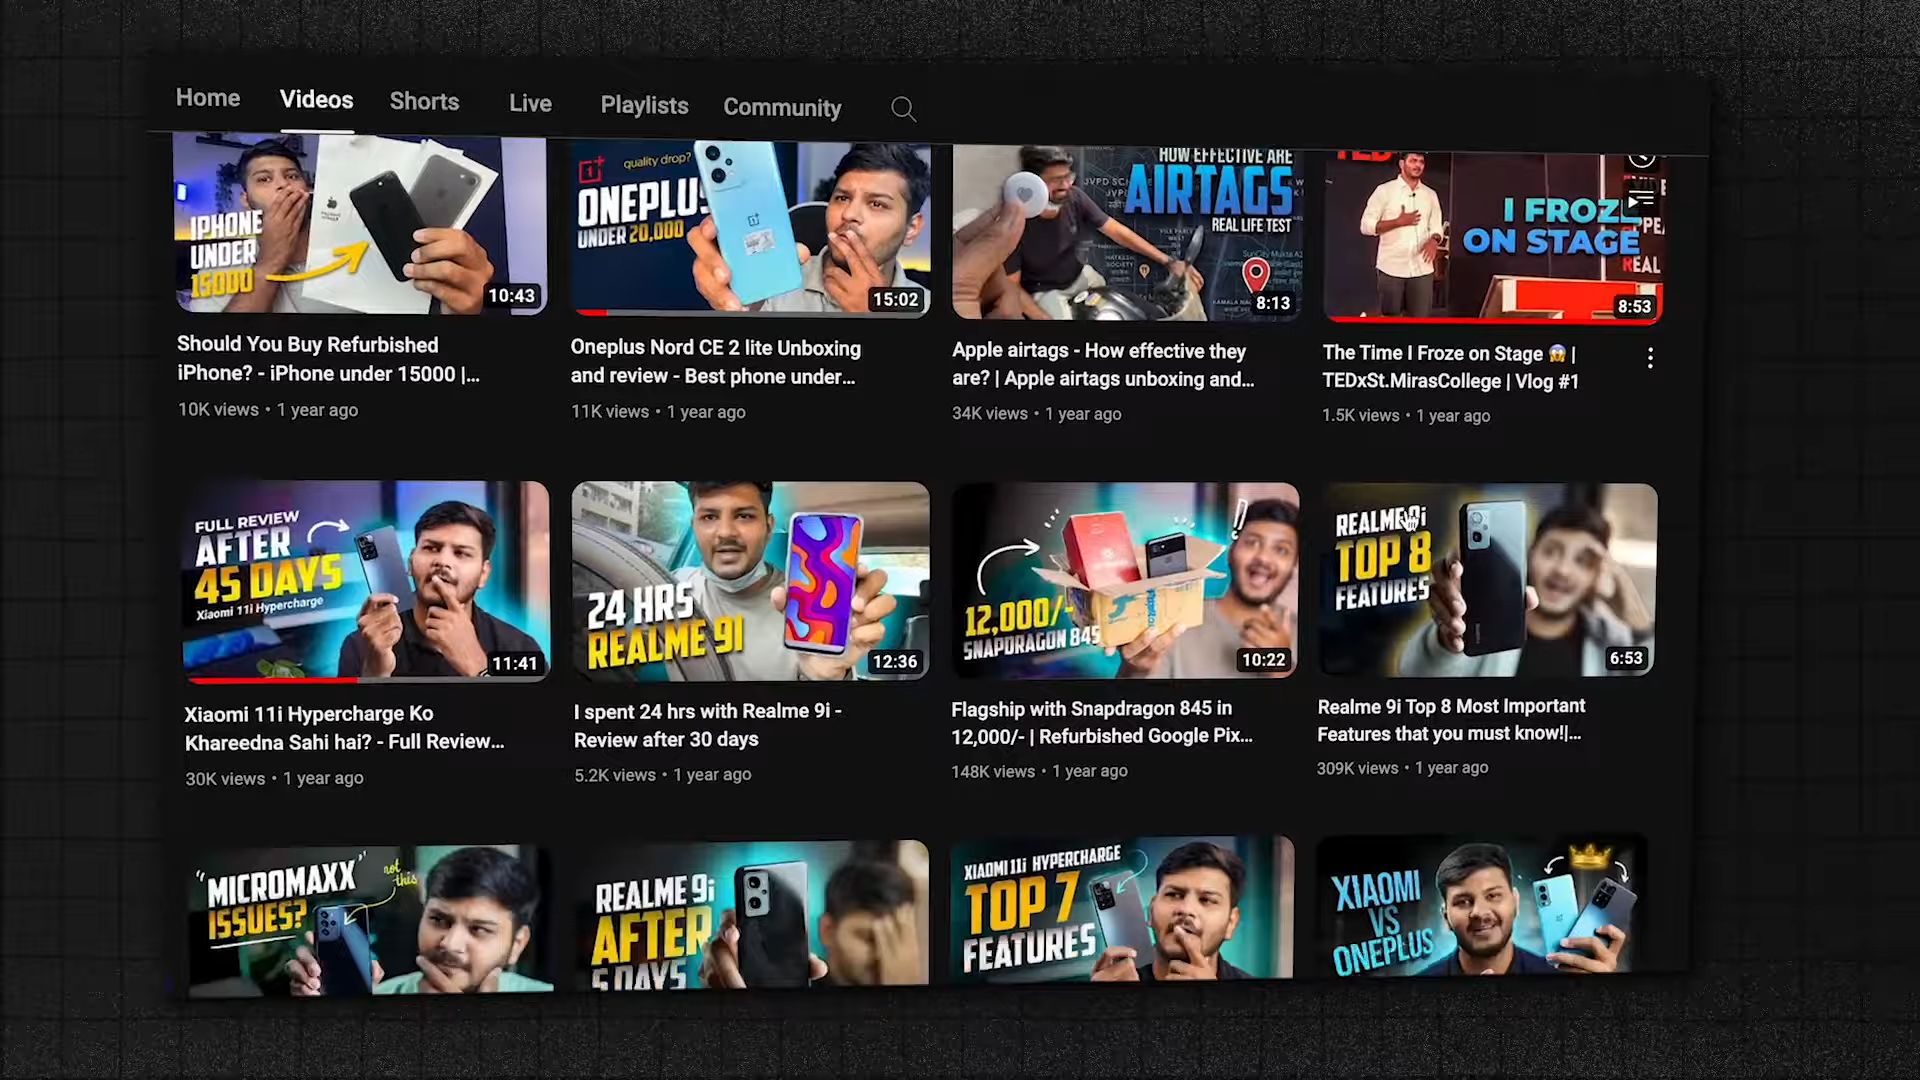 Home Videos Shorts Live Playlists Community
IPHONE
UNDER
15000
10:43
quality drop?
ONEPLUS
UNDER 20,000
15:02
HOW EFFECTIVE ARE
AIRTAGS
REAL LIFE TEST
8:13
I FROZE
ON STAGE
8:53
Should You Buy Refurbished
iPhone? - iPhone under 15000 |...
10K views • 1 year ago
Oneplus Nord CE 2 lite Unboxing
and review - Best phone under...
11K views • 1 year ago
Apple airtags - How effective they
are? | Apple airtags unboxing and...
34K views • 1 year ago
The Time I Froze on Stage 😱 |
TEDxSt.MirasCollege | Vlog #1
1.5K views • 1 year ago
FULL REVIEW
AFTER
45 DAYS
Xiaomi 11i Hypercharge
11:41
24 HRS
REALME 9I
12:36
12,000/-
SNAPDRAGON 845
10:22
REALME 9i
TOP 8
FEATURES
6:53
Xiaomi 11i Hypercharge Ko
Khareedna Sahi hai? - Full Review...
30K views • 1 year ago
I spent 24 hrs with Realme 9i -
Review after 30 days
5.2K views • 1 year ago
Flagship with Snapdragon 845 in
12,000/- | Refurbished Google Pix...
148K views • 1 year ago
Realme 9i Top 8 Most Important
Features that you must know!|...
309K views • 1 year ago
"MICROMAXX"
ISSUES?
not
this
REALME 9i
AFTER
5 DAYS
XIAOMI 11i HYPERCHARGE
TOP 7
FEATURES
XIAOMI
VS
ONEPLUS